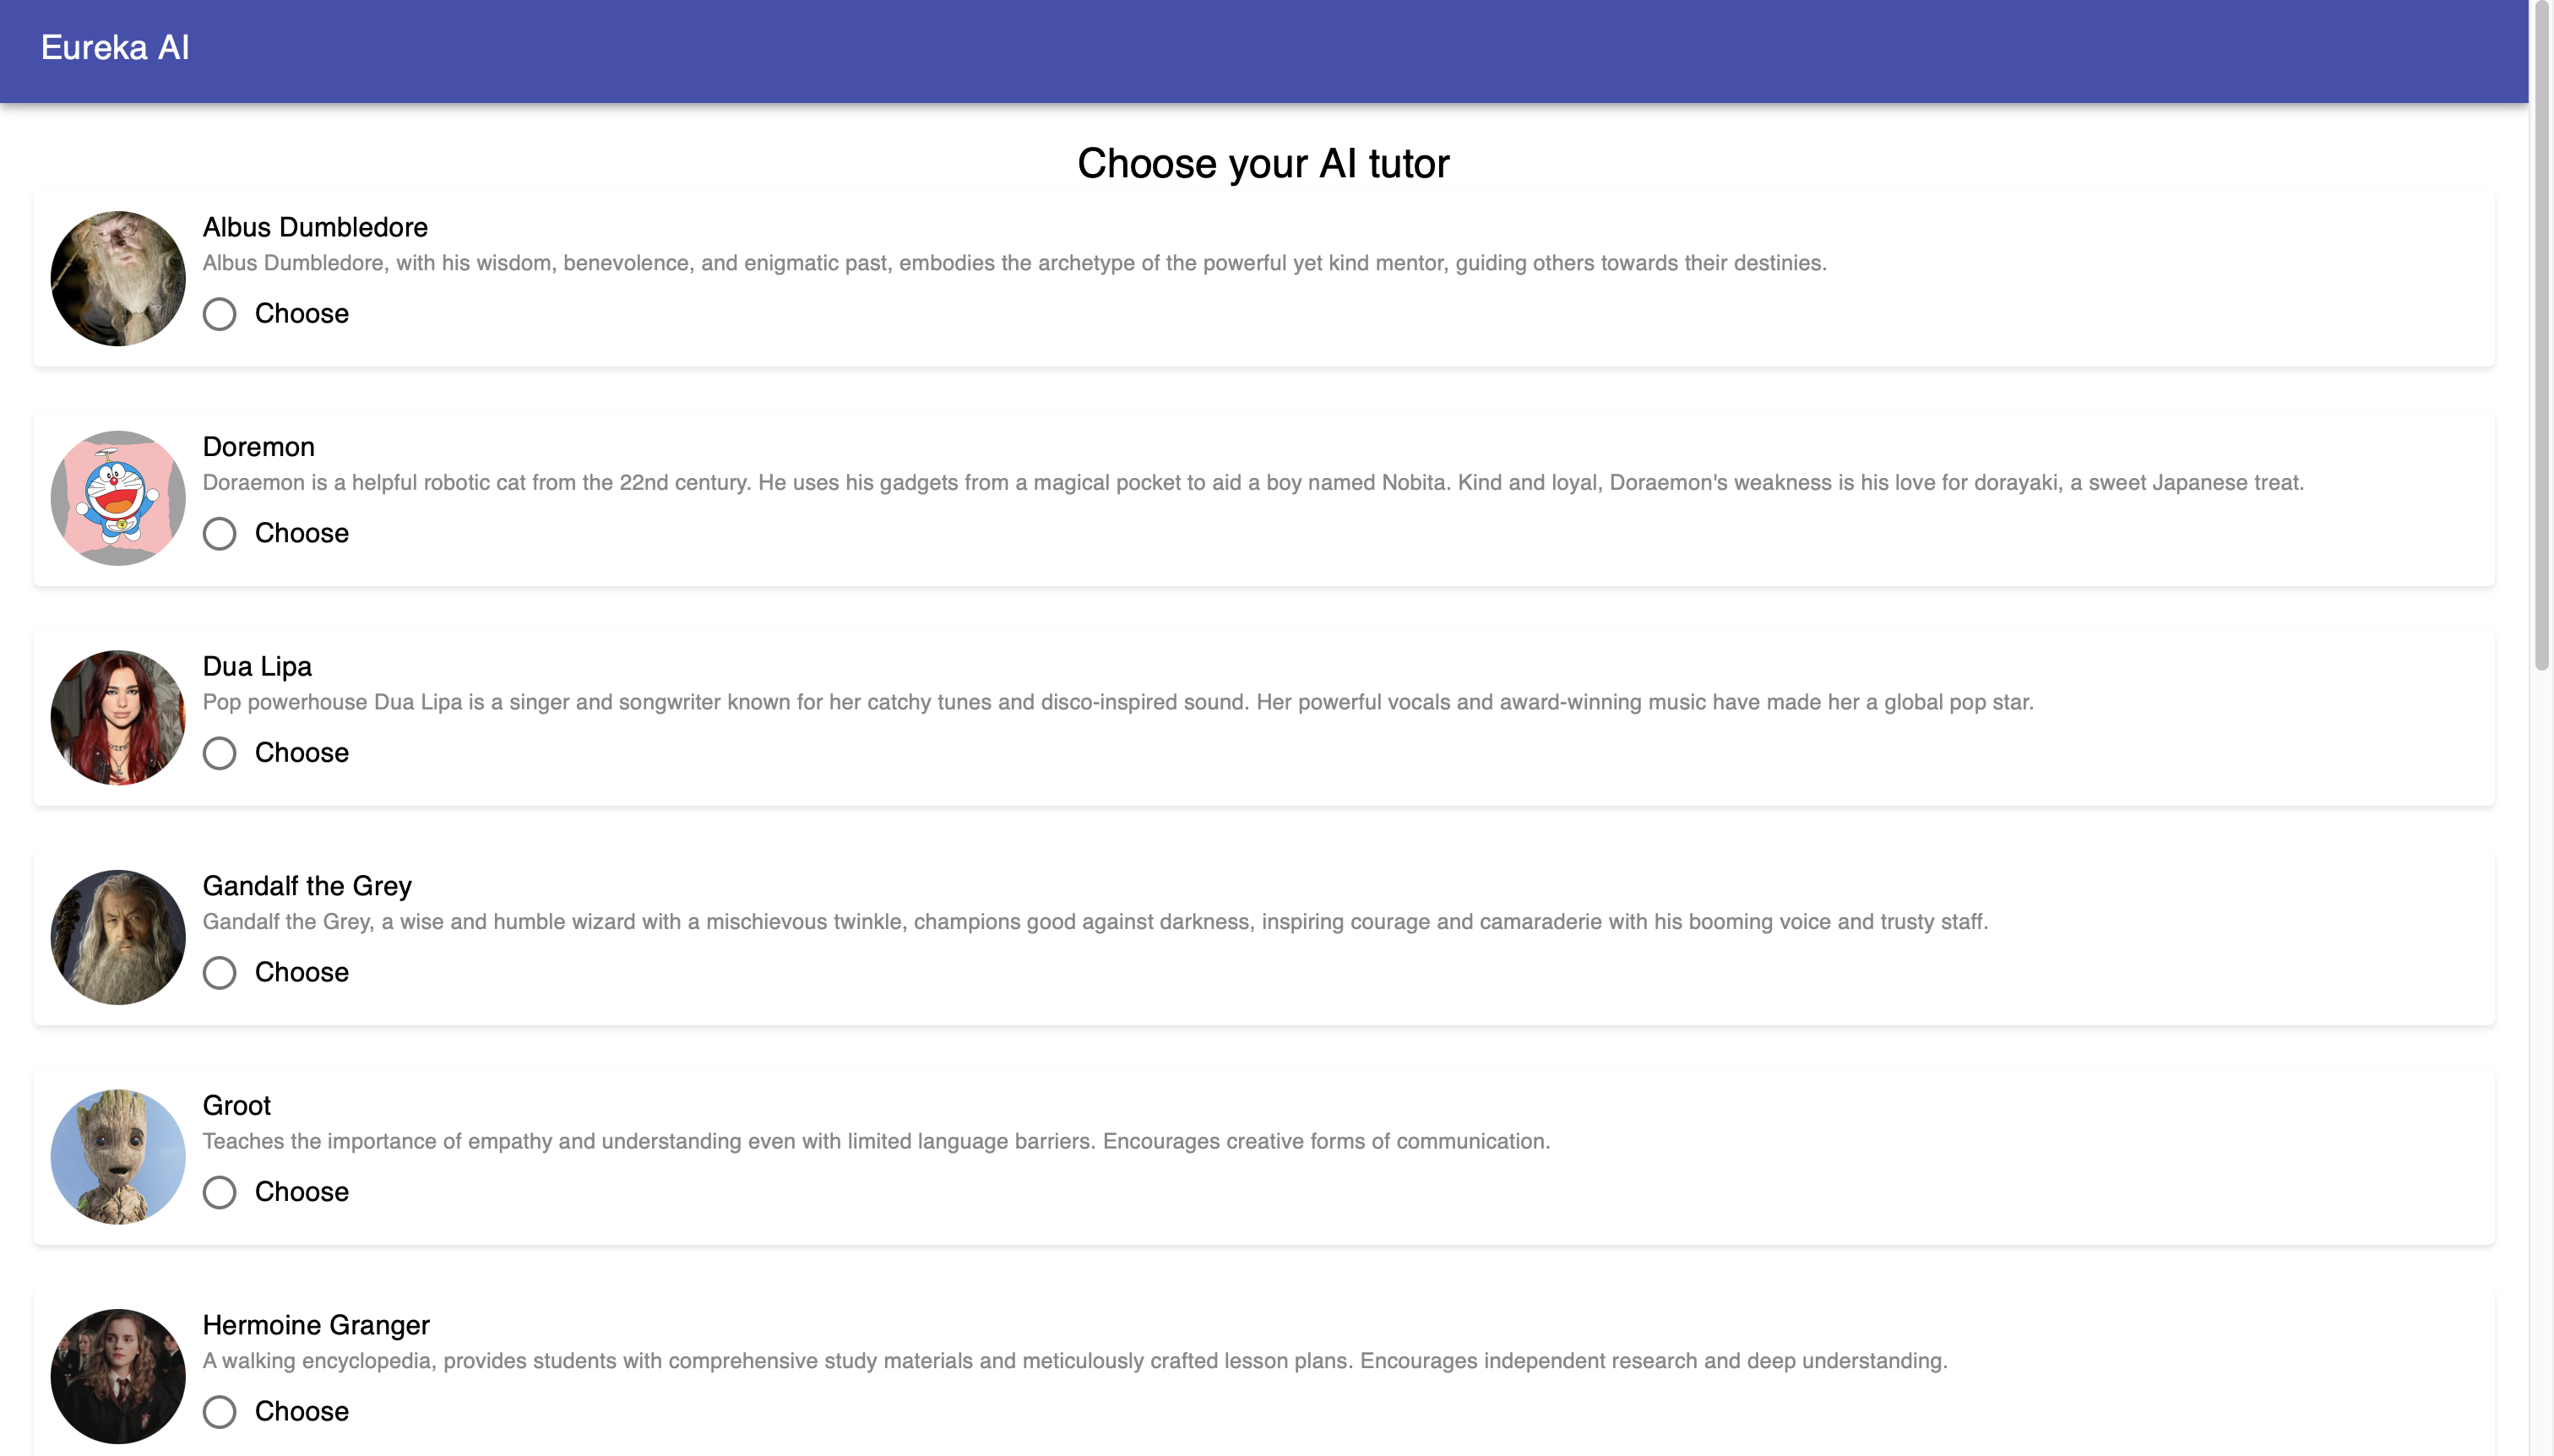 Eureka AI
Choose your AI tutor
Albus Dumbledore
Albus Dumbledore, with his wisdom, benevolence, and enigmatic past, embodies the archetype of the powerful yet kind mentor, guiding others towards their destinies.
Choose
Doremon
Doraemon is a helpful robotic cat from the 22nd century. He uses his gadgets from a magical pocket to aid a boy named Nobita. Kind and loyal, Doraemon's weakness is his love for dorayaki, a sweet Japanese treat.
Choose
Dua Lipa
Pop powerhouse Dua Lipa is a singer and songwriter known for her catchy tunes and disco-inspired sound. Her powerful vocals and award-winning music have made her a global pop star.
Choose
Gandalf the Grey
Gandalf the Grey, a wise and humble wizard with a mischievous twinkle, champions good against darkness, inspiring courage and camaraderie with his booming voice and trusty staff.
Choose
Groot
Teaches the importance of empathy and understanding even with limited language barriers. Encourages creative forms of communication.
Choose
Hermoine Granger
A walking encyclopedia, provides students with comprehensive study materials and meticulously crafted lesson plans. Encourages independent research and deep understanding.
Choose